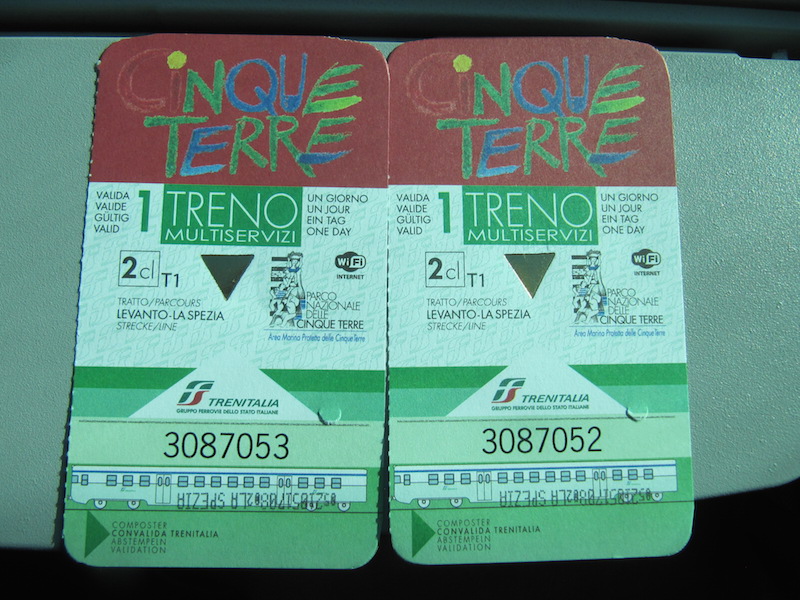 CINQUE
TERRE
VALIDA
VALIDE
GÜLTIG
VALID
1
TRENO
MULTISERVIZI
UN GIORNO
UN JOUR
EIN TAG
ONE DAY
2cl T1
WiFi
INTERNET
TRATTO/PARCOURS
LEVANTO-LA SPEZIA
STRECKE/LINE
PARCO
NAZIONALE
DELLE
CINQUE TERRE
Area Marina Protetta delle Cinque Terre
TRENITALIA
GRUPPO FERROVIE DELLO STATO ITALIANE
3087053
LA SPEZIA
COMPOSTER
CONVALIDA TRENITALIA
ABSTEMPELN
VALIDATION
CINQUE
TERRE
VALIDA
VALIDE
GÜLTIG
VALID
1
TRENO
MULTISERVIZI
UN GIORNO
UN JOUR
EIN TAG
ONE DAY
2cl T1
WiFi
INTERNET
TRATTO/PARCOURS
LEVANTO-LA SPEZIA
STRECKE/LINE
PARCO
NAZIONALE
DELLE
CINQUE TERRE
Area Marina Protetta delle Cinque Terre
TRENITALIA
GRUPPO FERROVIE DELLO STATO ITALIANE
3087052
LA SPEZIA
COMPOSTER
CONVALIDA TRENITALIA
ABSTEMPELN
VALIDATION